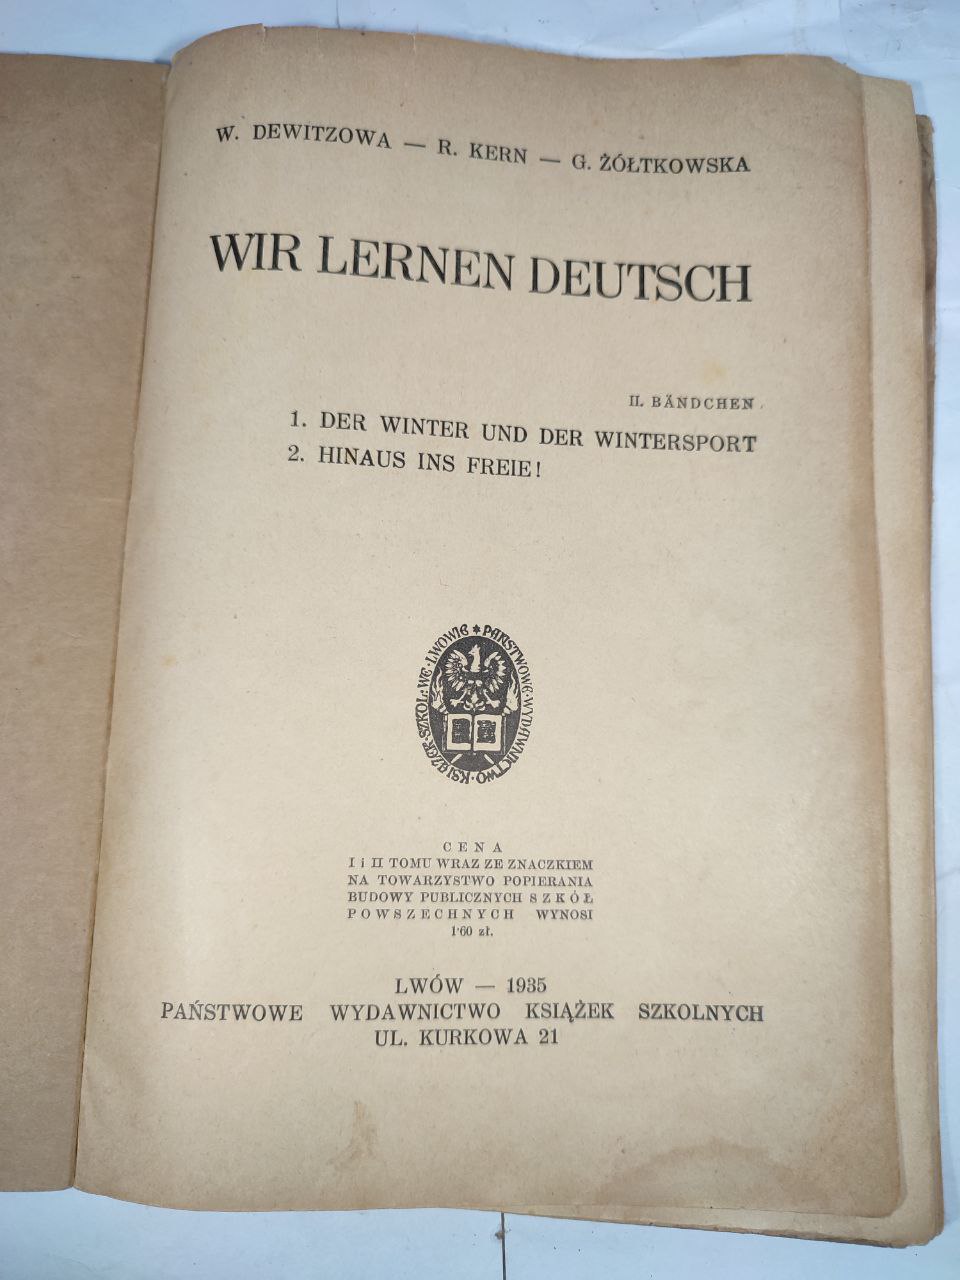 W. DEWITZOWA — R. KERN — G. ŻÓŁTKOWSKA
WIR LERNEN DEUTSCH
II. BÄNDCHEN
1. DER WINTER UND DER WINTERSPORT
2. HINAUS INS FREIE!
PAŃSTWOWE·WYDAWNICTWO·KSIĄŻEK·SZKOL:WE·LWOWIE
CENA
I i II TOMU WRAZ ZE ZNACZKIEM
NA TOWARZYSTWO POPIERANIA
BUDOWY PUBLICZNYCH SZKÓŁ
POWSZECHNYCH WYNOSI
1·60 zł.
LWÓW — 1935
PAŃSTWOWE WYDAWNICTWO KSIĄŻEK SZKOLNYCH
UL. KURKOWA 21